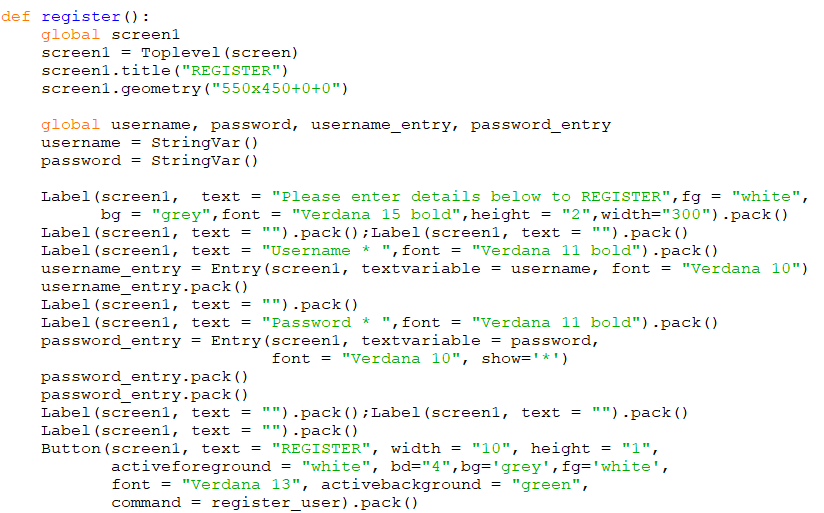 def register():
    global screen1
    screen1 = Toplevel(screen)
    screen1.title("REGISTER")
    screen1.geometry("550x450+0+0")

    global username, password, username_entry, password_entry
    username = StringVar()
    password = StringVar()

    Label(screen1,  text = "Please enter details below to REGISTER",fg = "white",
          bg = "grey",font = "Verdana 15 bold",height = "2",width="300").pack()
    Label(screen1, text = "").pack();Label(screen1, text = "").pack()
    Label(screen1, text = "Username * ",font = "Verdana 11 bold").pack()
    username_entry = Entry(screen1, textvariable = username, font = "Verdana 10")
    username_entry.pack()
    Label(screen1, text = "").pack()
    Label(screen1, text = "Password * ",font = "Verdana 11 bold").pack()
    password_entry = Entry(screen1, textvariable = password,
                           font = "Verdana 10", show='*')
    password_entry.pack()
    password_entry.pack()
    Label(screen1, text = "").pack();Label(screen1, text = "").pack()
    Label(screen1, text = "").pack()
    Button(screen1, text = "REGISTER", width = "10", height = "1",
           activeforeground = "white", bd="4",bg='grey',fg='white',
           font = "Verdana 13", activebackground = "green",
           command = register_user).pack()